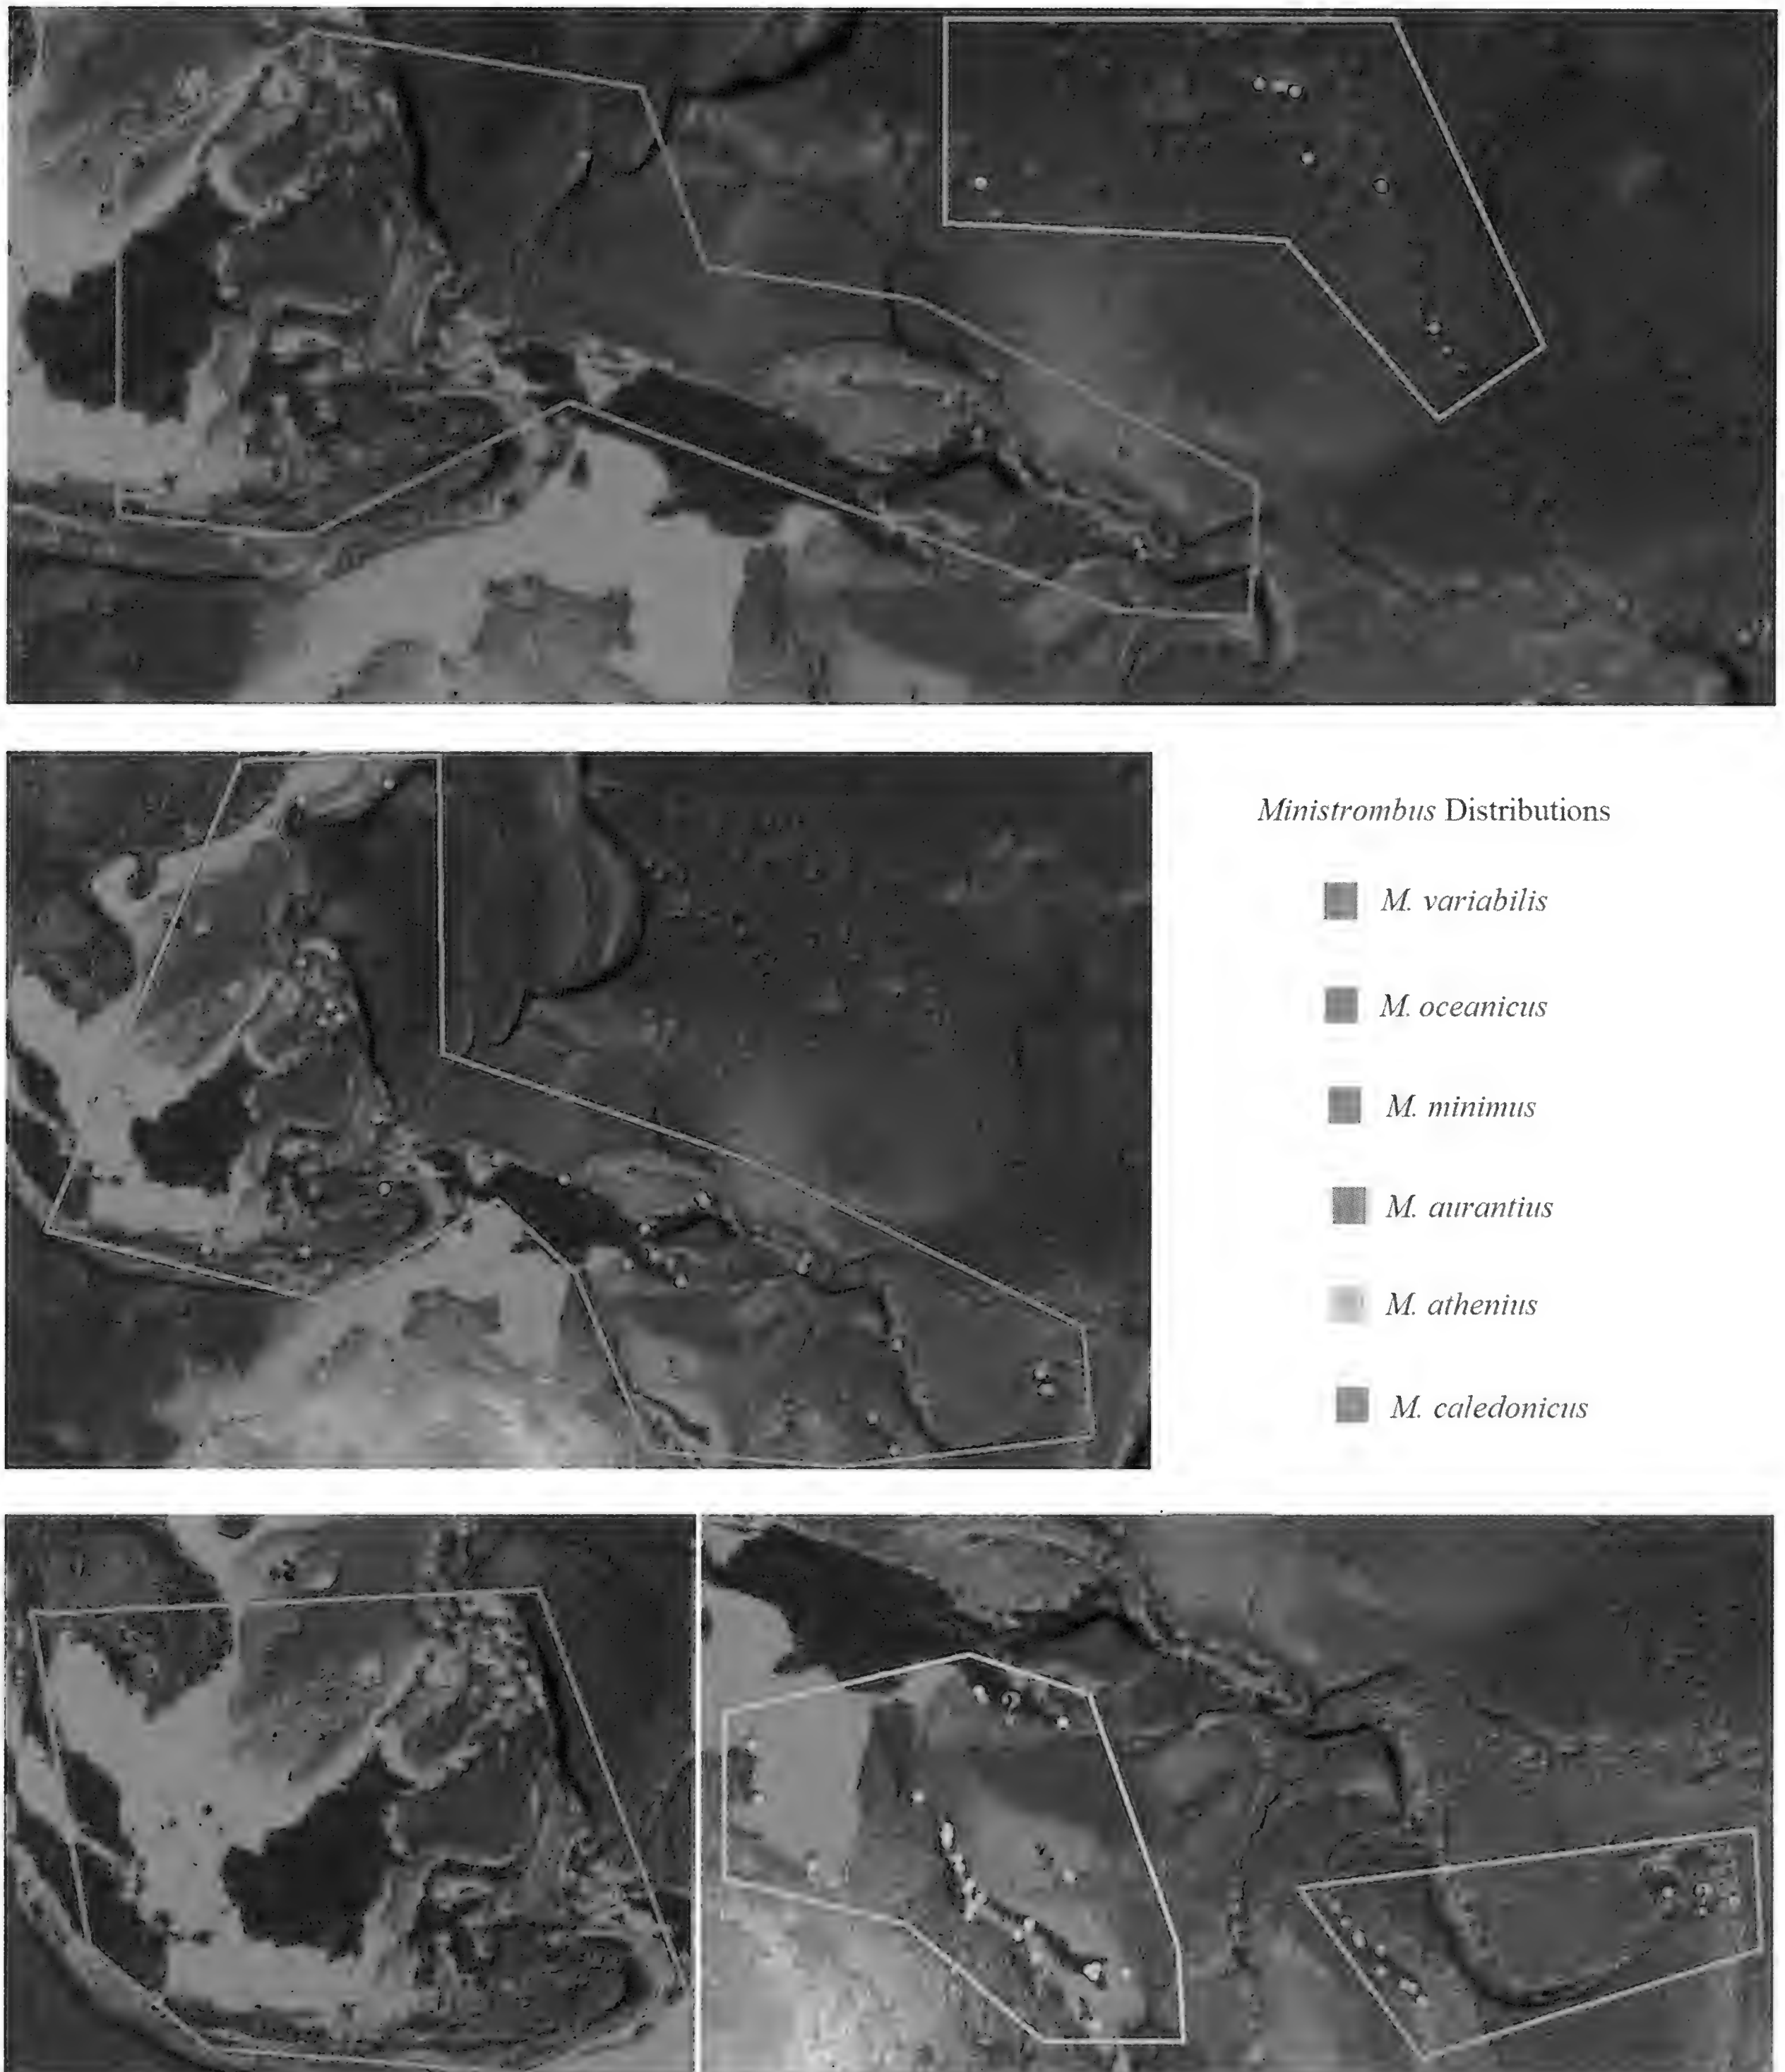 Ministrombus Distributions
M. variabilis
M. oceanicus
M. minimus
M. aurantius
M. athenius
M. caledonicus
?
?